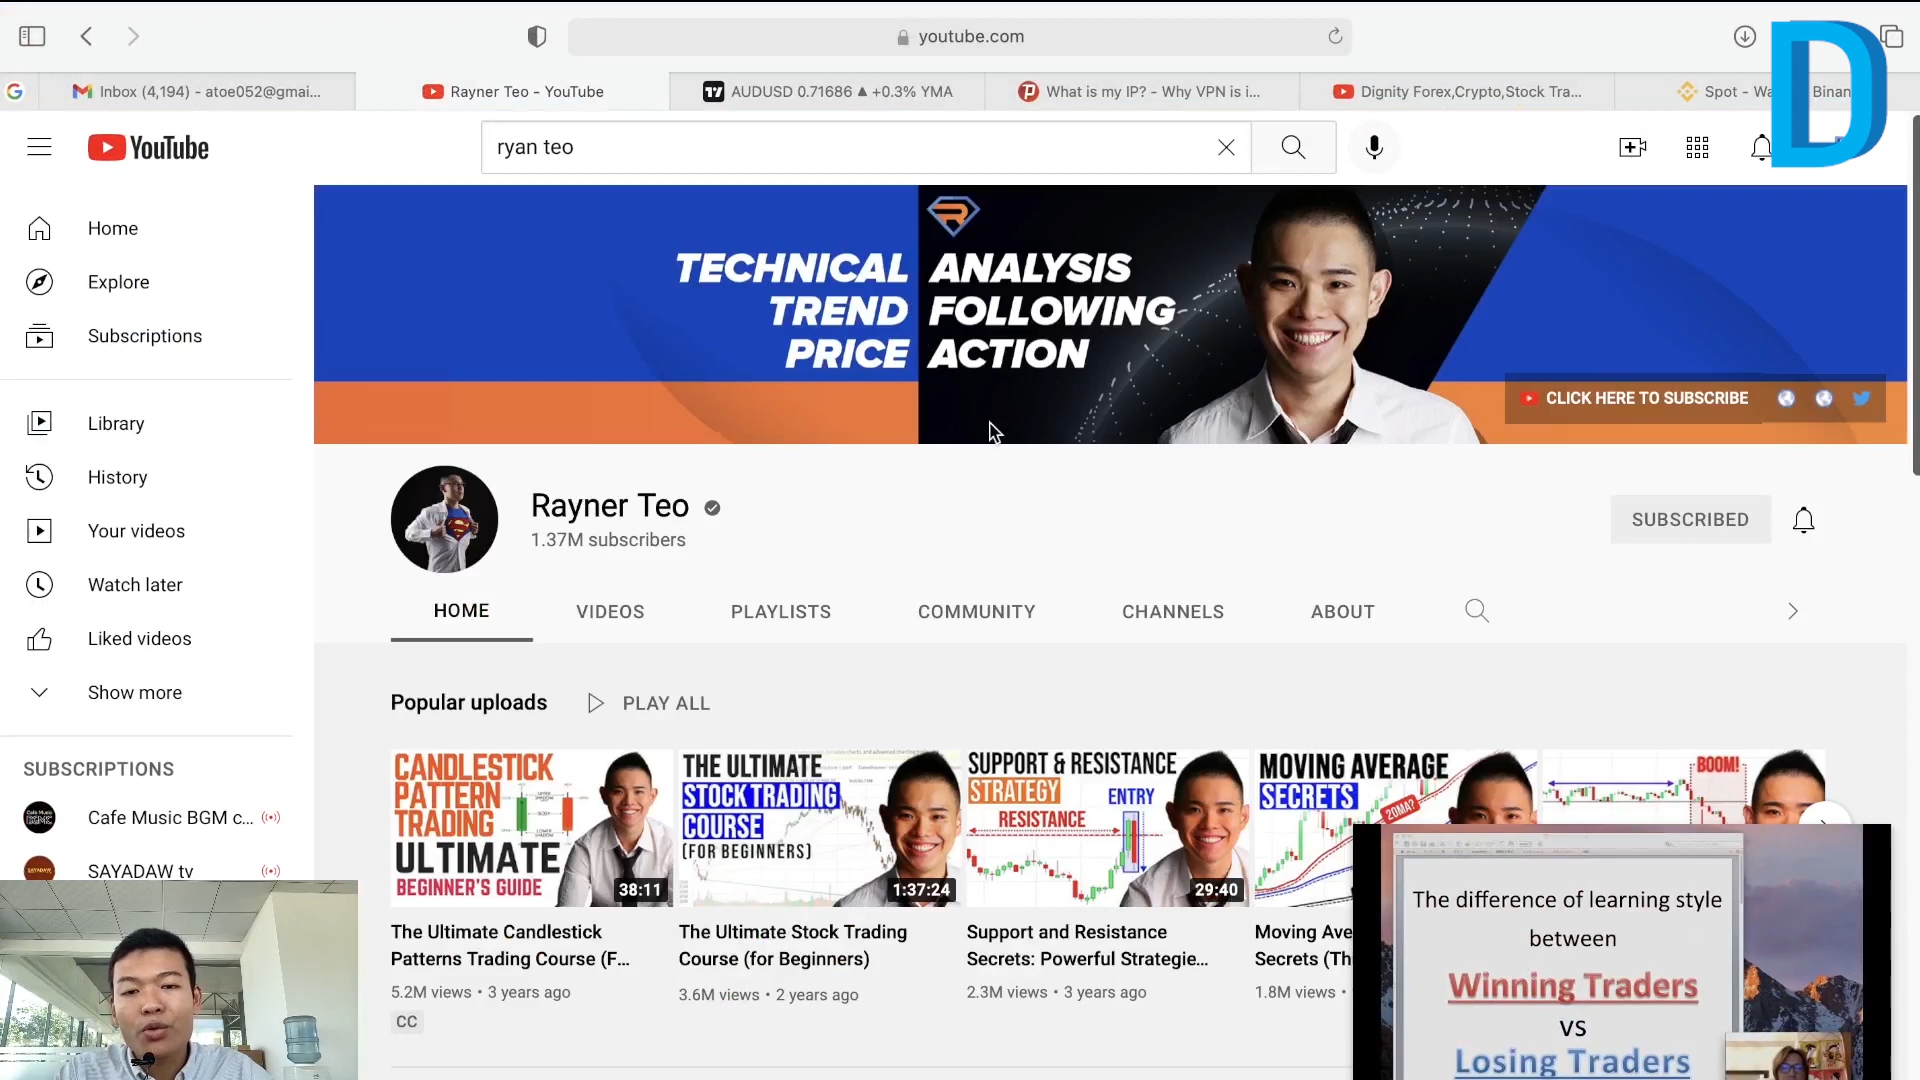 youtube.com
Inbox (4,194) - atoe052@gmai...
Rayner Teo - YouTube
AUDUSD 0.71686 ▲ +0.3% YMA
What is my IP? - Why VPN is i...
Dignity Forex,Crypto,Stock Tra...
Spot - Wa
Binan
D
YouTube
ryan teo
Home
Explore
Subscriptions
Library
History
Your videos
Watch later
Liked videos
Show more
SUBSCRIPTIONS
Cafe Music BGM c...
SAYADAW tv
TECHNICAL ANALYSIS
TREND FOLLOWING
PRICE ACTION
CLICK HERE TO SUBSCRIBE
Rayner Teo
1.37M subscribers
SUBSCRIBED
HOME
VIDEOS
PLAYLISTS
COMMUNITY
CHANNELS
ABOUT
Popular uploads
PLAY ALL
CANDLESTICK
PATTERN
TRADING
ULTIMATE
BEGINNER'S GUIDE
38:11
THE ULTIMATE
STOCK TRADING
COURSE
(FOR BEGINNERS)
1:37:24
SUPPORT & RESISTANCE
STRATEGY
ENTRY
RESISTANCE
29:40
MOVING AVERAGE
SECRETS
20MA?
BOOM!
The Ultimate Candlestick
Patterns Trading Course (F...
5.2M views • 3 years ago
CC
The Ultimate Stock Trading
Course (for Beginners)
3.6M views • 2 years ago
Support and Resistance
Secrets: Powerful Strategie...
2.3M views • 3 years ago
Moving Ave
Secrets (Th
1.8M views •
The difference of learning style
between
Winning Traders
VS
Losing Traders